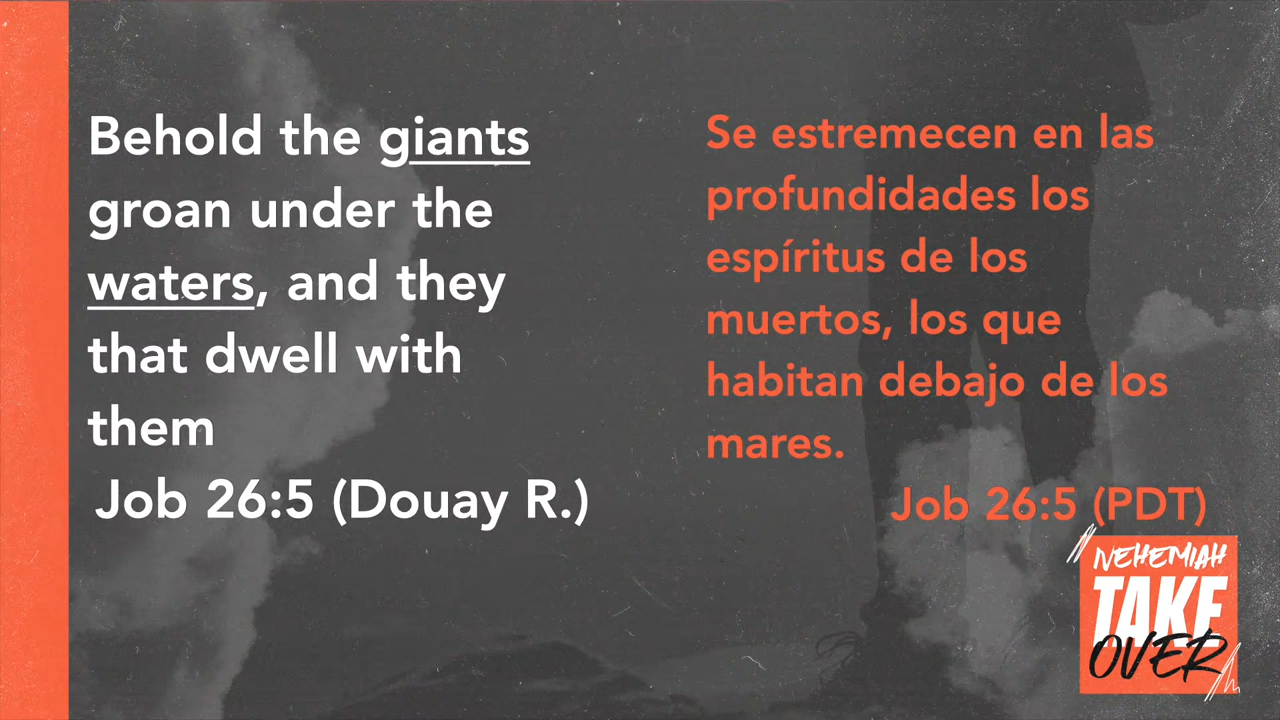 Behold the giants
groan under the
waters, and they
that dwell with
them
Job 26:5 (Douay R.)
Se estremecen en las
profundidades los
espíritus de los
muertos, los que
habitan debajo de los
mares.
Job 26:5 (PDT)
NEHEMIAH
TAKE
OVER